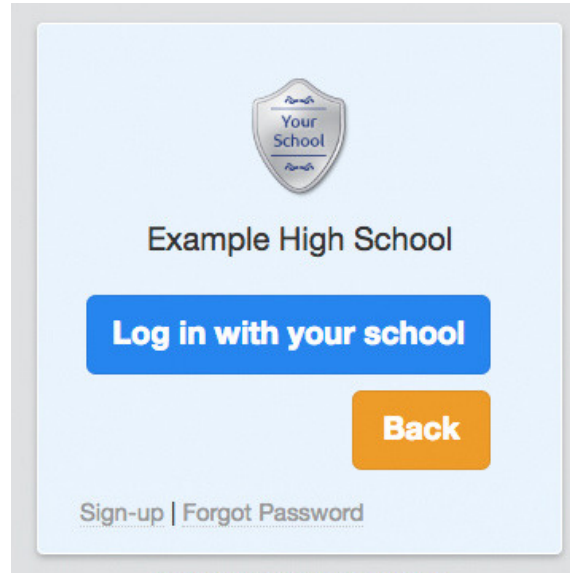 Your
School
Example High School
Log in with your school
Back
Sign-up | Forgot Password